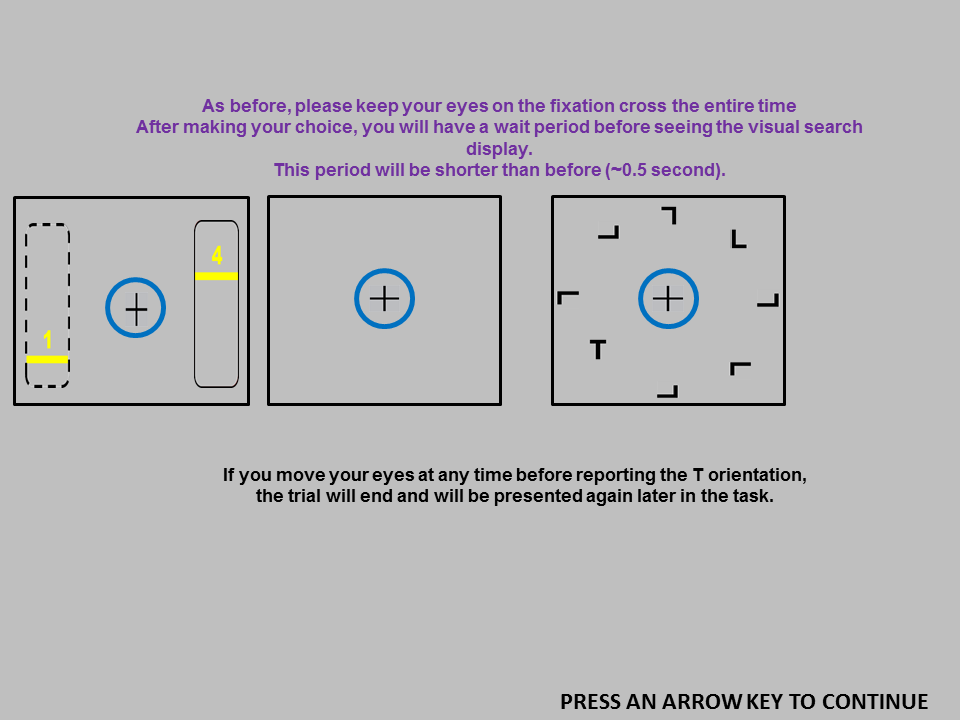 As before, please keep your eyes on the fixation cross the entire time
After making your choice, you will have a wait period before seeing the visual search
display.
This period will be shorter than before (~0.5 second).
4
1
L
T
If you move your eyes at any time before reporting the T orientation,
the trial will end and will be presented again later in the task.
PRESS AN ARROW KEY TO CONTINUE